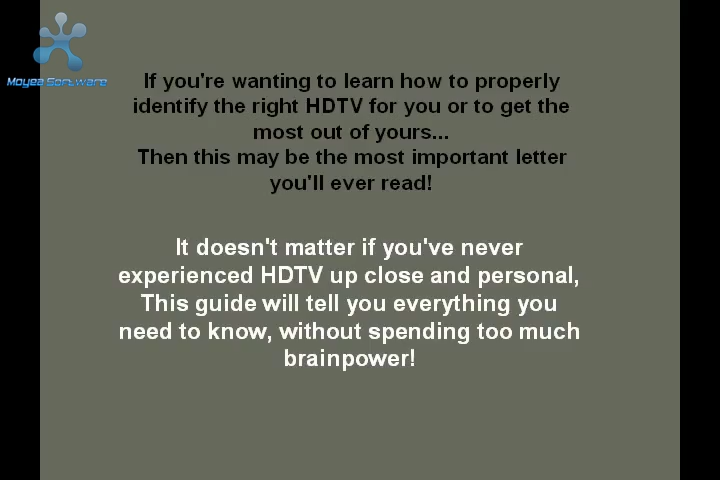 Moyea Software
If you're wanting to learn how to properly
identify the right HDTV for you or to get the
most out of yours...
Then this may be the most important letter
you'll ever read!
It doesn't matter if you've never
experienced HDTV up close and personal,
This guide will tell you everything you
need to know, without spending too much
brainpower!